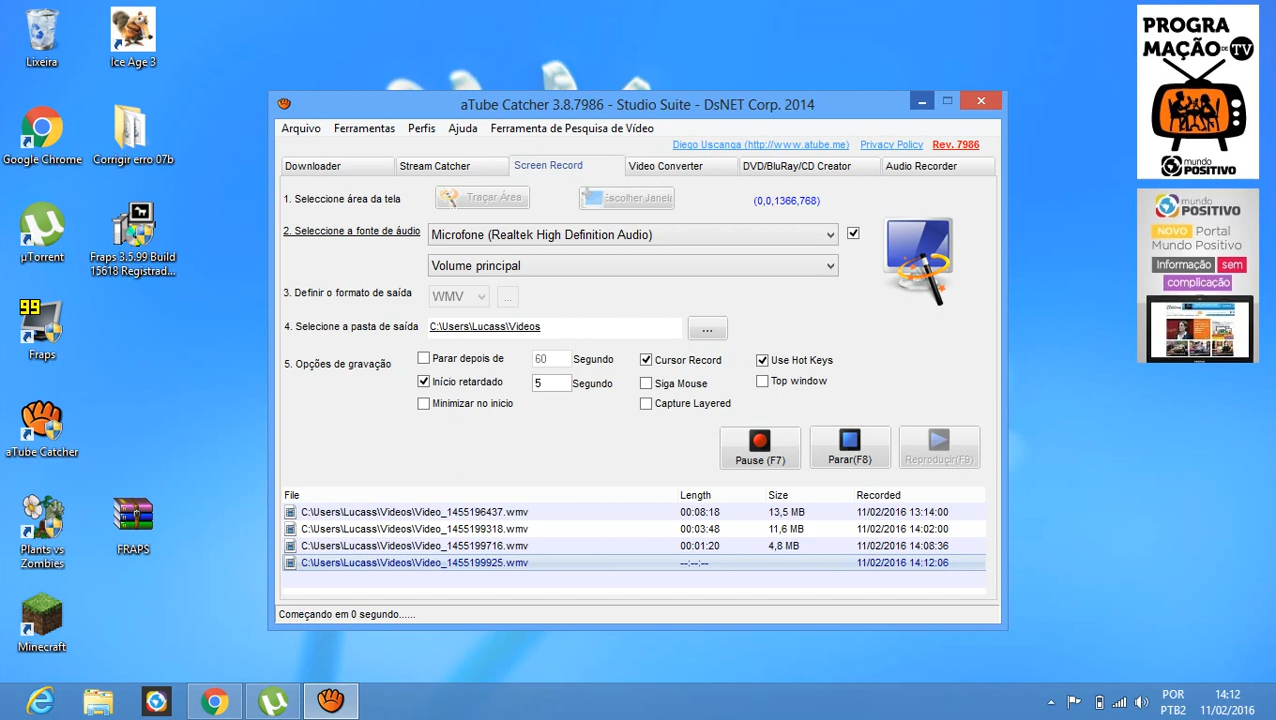 Lixeira
Ice Age 3
Google Chrome
Corrigir erro 07b
µTorrent
Fraps 3.5.99 Build
15618 Registrad...
99
Fraps
aTube Catcher
Plants vs
Zombies
FRAPS
Minecraft
aTube Catcher 3.8.7986 - Studio Suite - DsNET Corp. 2014
Arquivo Ferramentas Perfis Ajuda Ferramenta de Pesquisa de Vídeo
Diego Uscanga (http://www.atube.me) Privacy Policy Rev. 7986
Downloader Stream Catcher Screen Record Video Converter DVD/BluRay/CD Creator Audio Recorder
1. Seleccione área da tela Traçar Área Escolher Janel (0,0,1366,768)
2. Seleccione a fonte de áudio Microfone (Realtek High Definition Audio)
Volume principal
3. Definir o formato de saída WMV ...
4. Selecione a pasta de saída C:\Users\Lucass\Videos ...
5. Opções de gravação Parar depois de 60 Segundo Cursor Record Use Hot Keys
Início retardado 5 Segundo Siga Mouse Top window
Minimizar no inicio Capture Layered
Pause (F7) Parar(F8) Reproduçir(F9)
File Length Size Recorded
C:\Users\Lucass\Videos\Video_1455196437.wmv 00:08:18 13,5 MB 11/02/2016 13:14:00
C:\Users\Lucass\Videos\Video_1455199318.wmv 00:03:48 11,6 MB 11/02/2016 14:02:00
C:\Users\Lucass\Videos\Video_1455199716.wmv 00:01:20 4,8 MB 11/02/2016 14:08:36
C:\Users\Lucass\Videos\Video_1455199925.wmv --:--:-- 11/02/2016 14:12:06
Começando em 0 segundo......
PROGRA
MAÇÃO DE TV
mundo
POSITIVO
mundo
POSITIVO
NOVO Portal
Mundo Positivo
Informação sem
complicação
POR 14:12
PTB2 11/02/2016